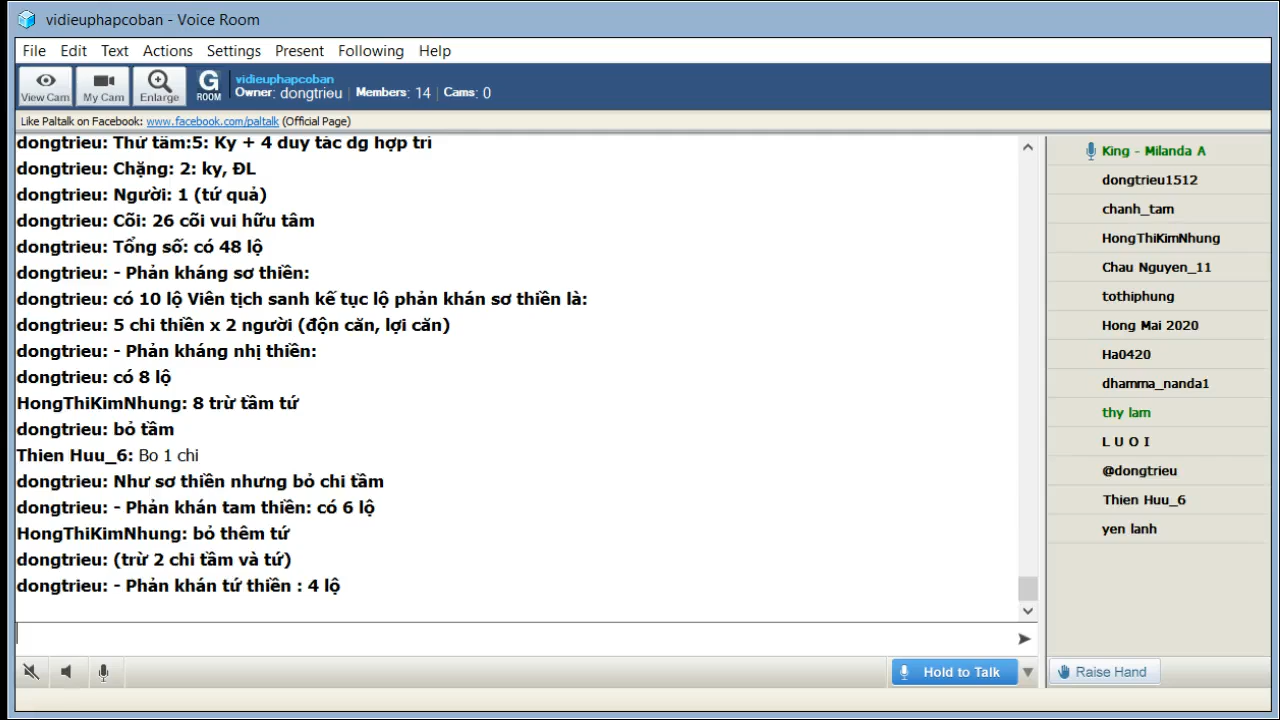 vidieuphapcoban - Voice Room
File Edit Text Actions Settings Present Following Help
View Cam My Cam Enlarge G ROOM
vidieuphapcoban
Owner: dongtrieu | Members: 14 | Cams: 0
Like Paltalk on Facebook: www.facebook.com/paltalk (Official Page)
dongtrieu: Thứ tâm:5: Ky + 4 duy tác dg hợp trí
dongtrieu: Chặng: 2: ky, ĐL
dongtrieu: Người: 1 (tứ quả)
dongtrieu: Cõi: 26 cõi vui hữu tâm
dongtrieu: Tổng số: có 48 lộ
dongtrieu: - Phản kháng sơ thiền:
dongtrieu: có 10 lộ Viên tịch sanh kế tục lộ phản khán sơ thiền là:
dongtrieu: 5 chi thiền x 2 người (độn căn, lợi căn)
dongtrieu: - Phản kháng nhị thiền:
dongtrieu: có 8 lộ
HongThiKimNhung: 8 trừ tầm tứ
dongtrieu: bỏ tầm
Thien Huu_6: Bo 1 chi
dongtrieu: Như sơ thiền nhưng bỏ chi tầm
dongtrieu: - Phản khán tam thiền: có 6 lộ
HongThiKimNhung: bỏ thêm tứ
dongtrieu: (trừ 2 chi tầm và tứ)
dongtrieu: - Phản khán tứ thiền : 4 lộ
King - Milanda A
dongtrieu1512
chanh_tam
HongThiKimNhung
Chau Nguyen_11
tothiphung
Hong Mai 2020
Ha0420
dhamma_nanda1
thy lam
L U O I
@dongtrieu
Thien Huu_6
yen lanh
Hold to Talk
Raise Hand